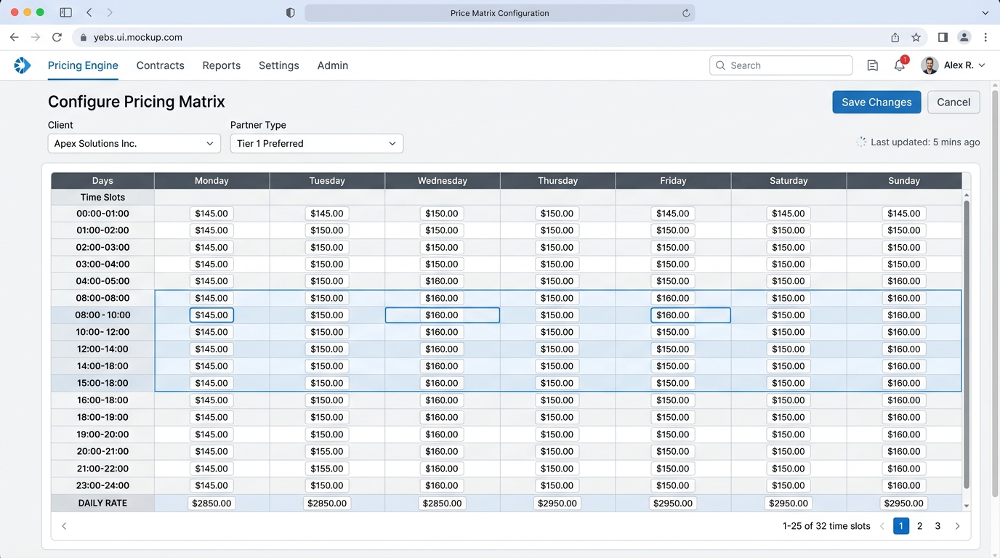 Price Matrix Configuration
yebs.ui.mockup.com
Pricing Engine Contracts Reports Settings Admin Search 1 Alex R.
Configure Pricing Matrix Save Changes Cancel
Client Partner Type
Apex Solutions Inc. Tier 1 Preferred Last updated: 5 mins ago
Days Monday Tuesday Wednesday Thursday Friday Saturday Sunday
Time Slots
00:00-01:00 $145.00 $145.00 $150.00 $150.00 $145.00 $145.00 $145.00
01:00-02:00 $145.00 $150.00 $150.00 $150.00 $150.00 $150.00 $150.00
02:00-03:00 $145.00 $150.00 $150.00 $150.00 $150.00 $150.00 $150.00
03:00-04:00 $145.00 $150.00 $150.00 $150.00 $150.00 $150.00 $150.00
04:00-05:00 $145.00 $150.00 $160.00 $150.00 $150.00 $150.00 $160.00
08:00-08:00 $145.00 $150.00 $160.00 $150.00 $160.00 $150.00 $160.00
08:00 - 10:00 $145.00 $150.00 $160.00 $150.00 $160.00 $150.00 $160.00
10:00- 12:00 $145.00 $150.00 $160.00 $150.00 $150.00 $150.00 $160.00
12:00-14:00 $145.00 $150.00 $160.00 $150.00 $150.00 $150.00 $160.00
14:00-18:00 $145.00 $150.00 $160.00 $150.00 $150.00 $150.00 $160.00
15:00-18:00 $145.00 $150.00 $160.00 $150.00 $150.00 $150.00 $160.00
16:00-18:00 $145.00 $150.00 $160.00 $150.00 $150.00 $150.00 $160.00
18:00-19:00 $145.00 $150.00 $160.00 $150.00 $150.00 $150.00 $160.00
19:00-20:00 $145.00 $150.00 $160.00 $150.00 $150.00 $150.00 $160.00
20:00-21:00 $145.00 $155.00 $160.00 $150.00 $150.00 $150.00 $160.00
21:00-22:00 $145.00 $155.00 $160.00 $150.00 $150.00 $150.00 $160.00
23:00-24:00 $145.00 $150.00 $160.00 $150.00 $150.00 $150.00 $160.00
DAILY RATE $2850.00 $2850.00 $2850.00 $2950.00 $2950.00 $2950.00 $2950.00
1-25 of 32 time slots 1 2 3